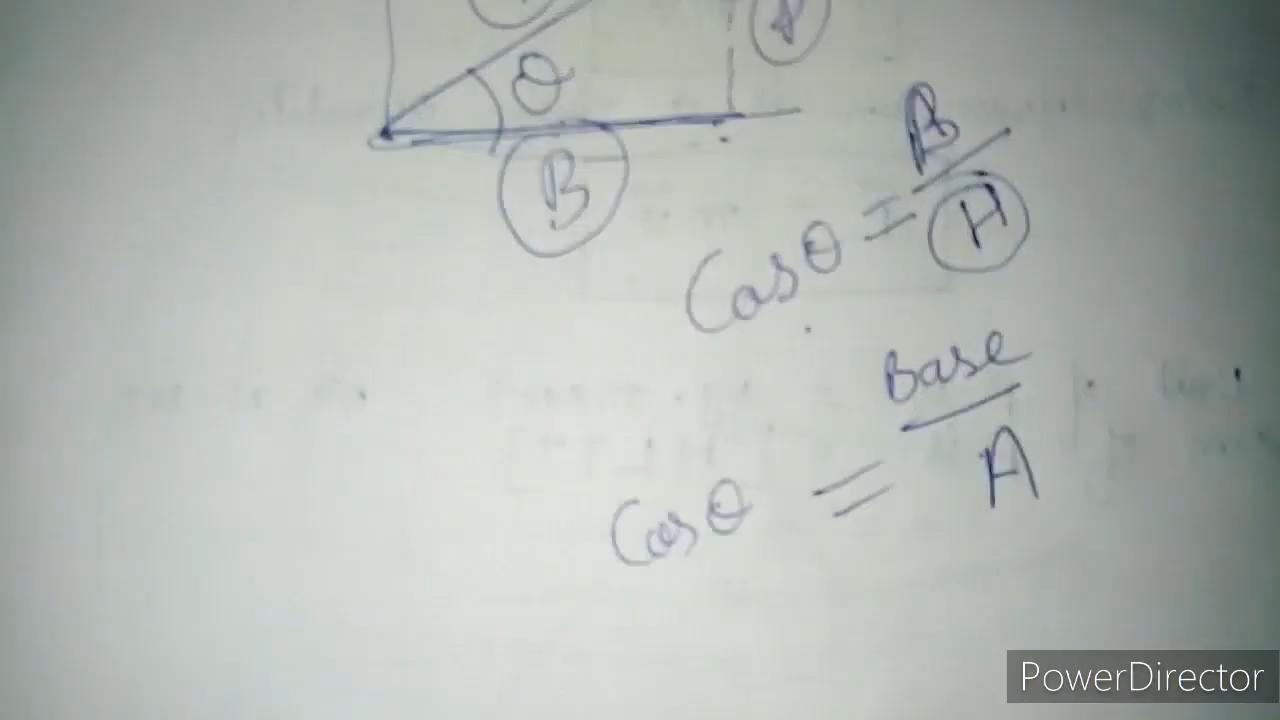 θ
B
Cosθ = B/H
Cosθ = Base/A
PowerDirector